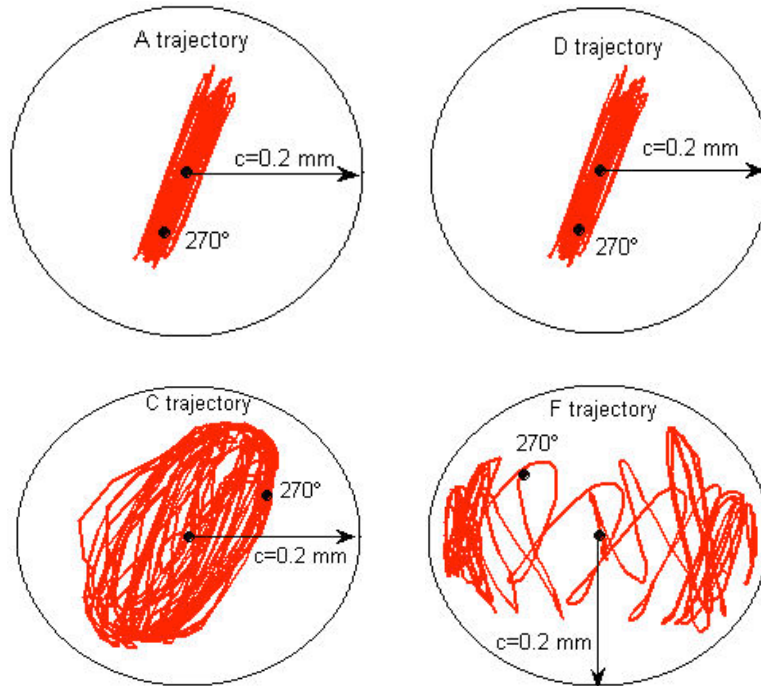 A trajectory
c=0.2 mm
270°
D trajectory
c=0.2 mm
270°
C trajectory
270°
c=0.2 mm
F trajectory
270°
c=0.2 mm